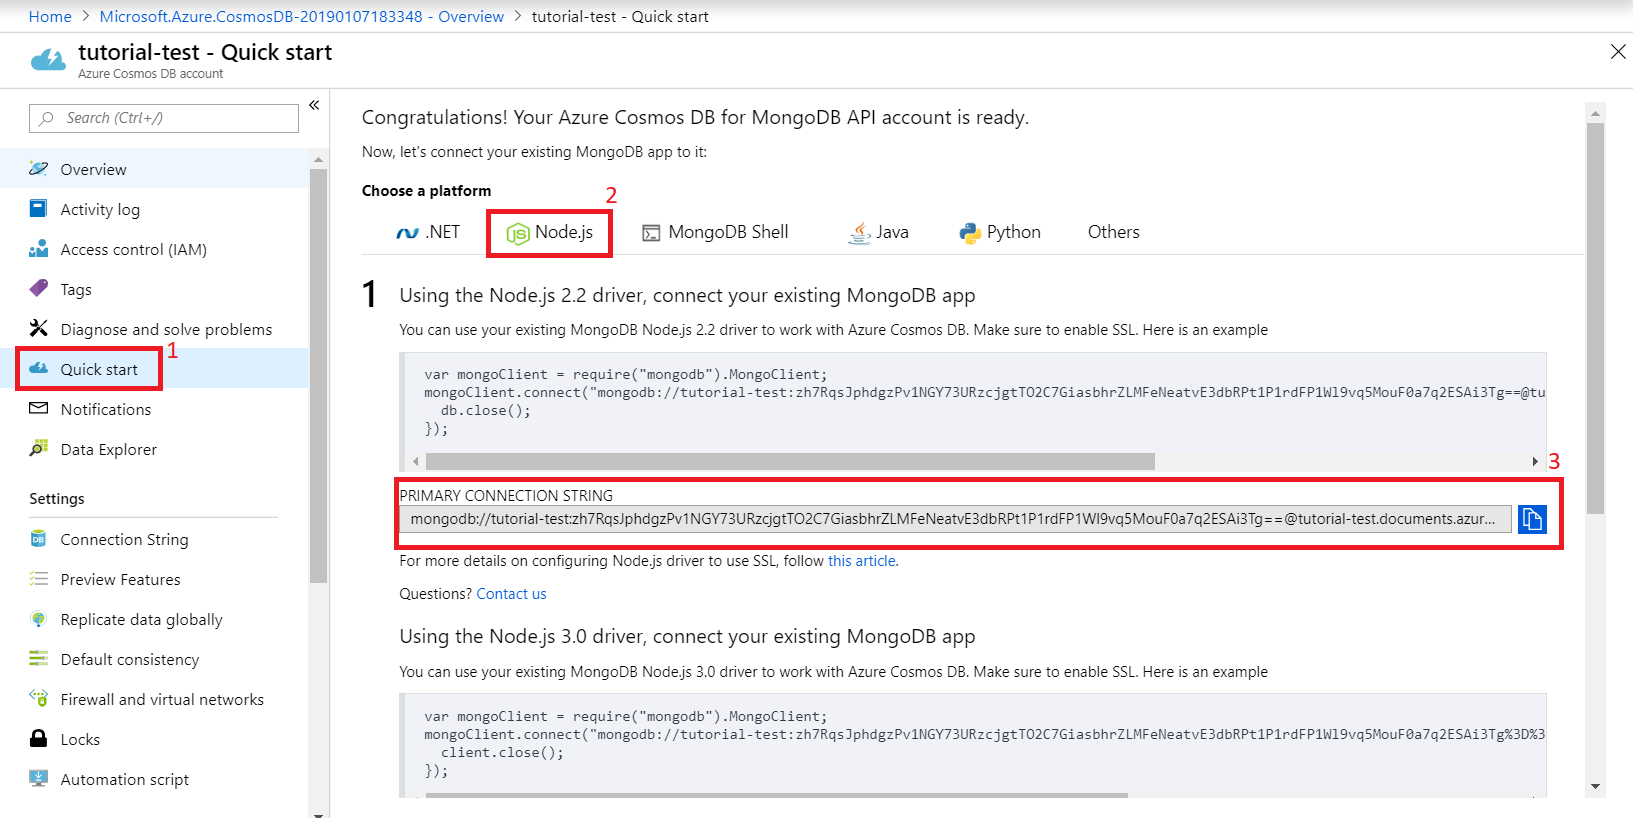 Home > Microsoft.Azure.CosmosDB-20190107183348 - Overview > tutorial-test - Quick start
tutorial-test - Quick start
Azure Cosmos DB account
Search (Ctrl+/)
«
Overview
Activity log
Access control (IAM)
Tags
Diagnose and solve problems
Quick start
1
Notifications
Data Explorer
Settings
Connection String
Preview Features
Replicate data globally
Default consistency
Firewall and virtual networks
Locks
Automation script
Congratulations! Your Azure Cosmos DB for MongoDB API account is ready.
Now, let's connect your existing MongoDB app to it:
Choose a platform
2
.NET Node.js MongoDB Shell Java Python Others
1 Using the Node.js 2.2 driver, connect your existing MongoDB app
You can use your existing MongoDB Node.js 2.2 driver to work with Azure Cosmos DB. Make sure to enable SSL. Here is an example
var mongoClient = require("mongodb").MongoClient;
mongoClient.connect("mongodb://tutorial-test:zh7RqsJphdgzPv1NGY73URzcjgtTO2C7GiasbhrZLMFeNeatvE3dbRPt1P1rdFP1Wl9vq5MouF0a7q2ESAi3Tg==@tu
db.close();
});
3
PRIMARY CONNECTION STRING
mongodb://tutorial-test:zh7RqsJphdgzPv1NGY73URzcjgtTO2C7GiasbhrZLMFeNeatvE3dbRPt1P1rdFP1Wl9vq5MouF0a7q2ESAi3Tg==@tutorial-test.documents.azur...
For more details on configuring Node.js driver to use SSL, follow this article.
Questions? Contact us
Using the Node.js 3.0 driver, connect your existing MongoDB app
You can use your existing MongoDB Node.js 3.0 driver to work with Azure Cosmos DB. Make sure to enable SSL. Here is an example
var mongoClient = require("mongodb").MongoClient;
mongoClient.connect("mongodb://tutorial-test:zh7RqsJphdgzPv1NGY73URzcjgtTO2C7GiasbhrZLMFeNeatvE3dbRPt1P1rdFP1Wl9vq5MouF0a7q2ESAi3Tg%3D%3
client.close();
});